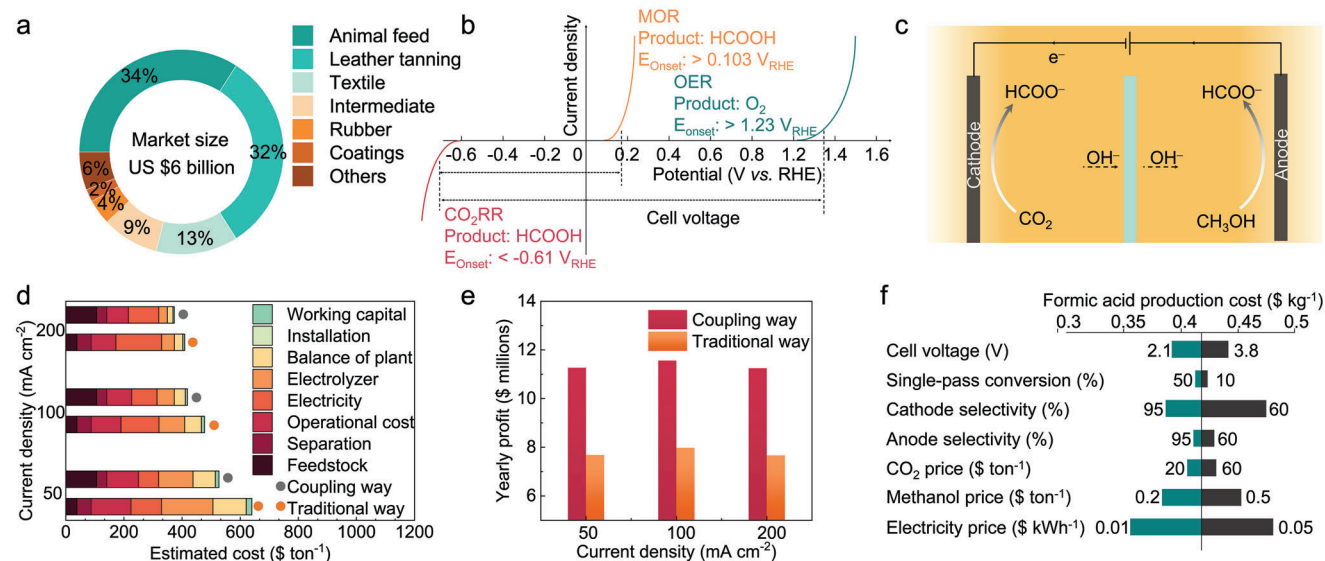 a
34%
32%
13%
9%
4%
2%
6%
Market size
US $6 billion
Animal feed
Leather tanning
Textile
Intermediate
Rubber
Coatings
Others
b
Current density
MOR
Product: HCOOH
E_Onset: > 0.103 V_RHE
OER
Product: O₂
E_onset: > 1.23 V_RHE
-0.6 -0.4 -0.2 0 0.2 0.4 0.6 0.8 1.0 1.2 1.4 1.6
Potential (V vs. RHE)
Cell voltage
CO₂RR
Product: HCOOH
E_Onset: < -0.61 V_RHE
c
e⁻
HCOO⁻
HCOO⁻
Cathode
OH⁻
OH⁻
Anode
CO₂
CH₃OH
d
Current density (mA cm⁻²)
200
100
50
Working capital
Installation
Balance of plant
Electrolyzer
Electricity
Operational cost
Separation
Feedstock
Coupling way
Traditional way
0 200 400 600 800 1000 1200
Estimated cost ($ ton⁻¹)
e
Yearly profit ($ millions)
14
12
10
8
6
Coupling way
Traditional way
50 100 200
Current density (mA cm⁻²)
f
Formic acid production cost ($ kg⁻¹)
0.3 0.35 0.4 0.45 0.5
Cell voltage (V) 2.1 3.8
Single-pass conversion (%) 50 10
Cathode selectivity (%) 95 60
Anode selectivity (%) 95 60
CO₂ price ($ ton⁻¹) 20 60
Methanol price ($ ton⁻¹) 0.2 0.5
Electricity price ($ kWh⁻¹) 0.01 0.05